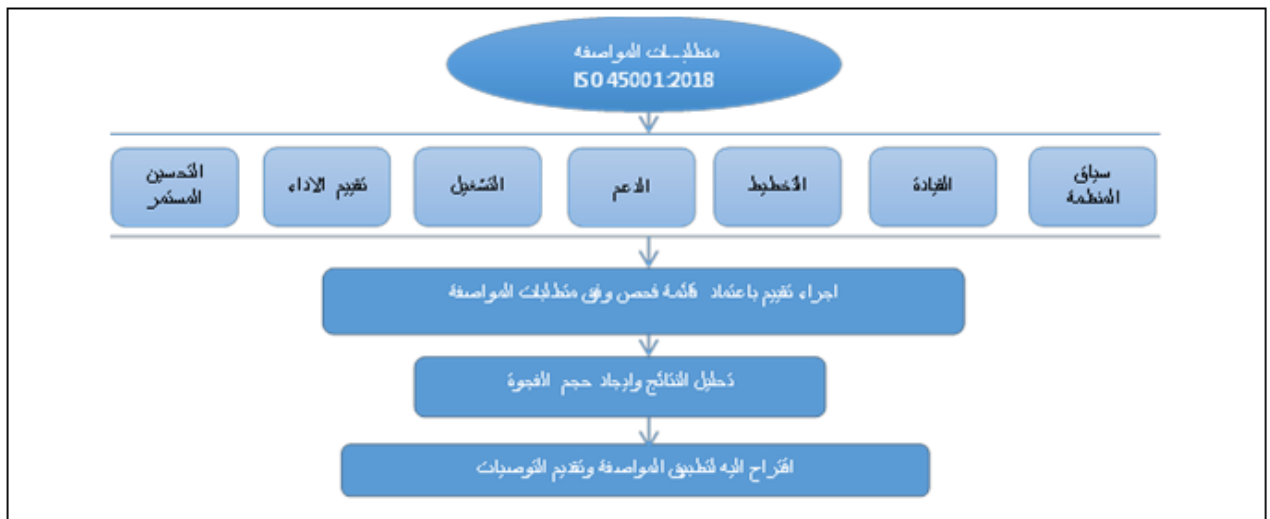 متطلبات المواصفة
ISO 45001:2018
سياق
المنظمة
القيادة
التخطيط
الدعم
التشغيل
تقييم الاداء
التحسين
المستمر
اجراء تقييم باعتماد قائمة فحص وفق متطلبات المواصفة
تحليل النتائج وايجاد حجم الفجوة
اقتراح اليه لتطبيق المواصفة وتقديم التوصيات